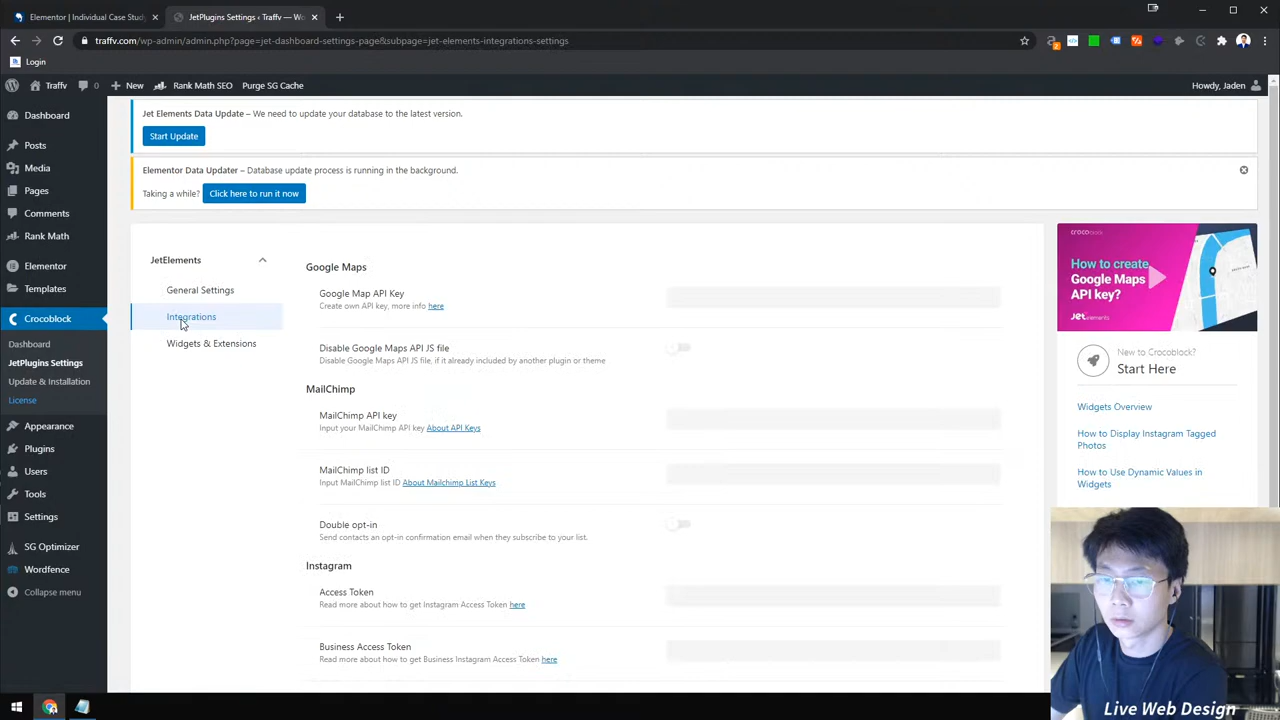 Elementor | Individual Case Stud
JetPlugins Settings ‹ Traffv — Wo
traffv.com/wp-admin/admin.php?page=jet-dashboard-settings-page&subpage=jet-elements-integrations-settings
Login
Traffv
0
New
Rank Math SEO
Purge SG Cache
Howdy, Jaden
Dashboard
Posts
Media
Pages
Comments
Rank Math
Elementor
Templates
Crocoblock
Dashboard
JetPlugins Settings
Update & Installation
License
Appearance
Plugins
Users
Tools
Settings
SG Optimizer
Wordfence
Collapse menu
Jet Elements Data Update – We need to update your database to the latest version.
Start Update
Elementor Data Updater – Database update process is running in the background.
Taking a while? Click here to run it now
JetElements
General Settings
Integrations
Widgets & Extensions
Google Maps
Google Map API Key
Create own API key, more info here
Disable Google Maps API JS file
Disable Google Maps API JS file, if it already included by another plugin or theme
MailChimp
MailChimp API key
Input your MailChimp API key About API Keys
MailChimp list ID
Input MailChimp list ID About Mailchimp List Keys
Double opt-in
Send contacts an opt-in confirmation email when they subscribe to your list.
Instagram
Access Token
Read more about how to get Instagram Access Token here
Business Access Token
Read more about how to get Business Instagram Access Token here
crocoblock
How to create
Google Maps
API key?
New to Crocoblock?
Start Here
Widgets Overview
How to Display Instagram Tagged
Photos
How to Use Dynamic Values in
Widgets
Live Web Design